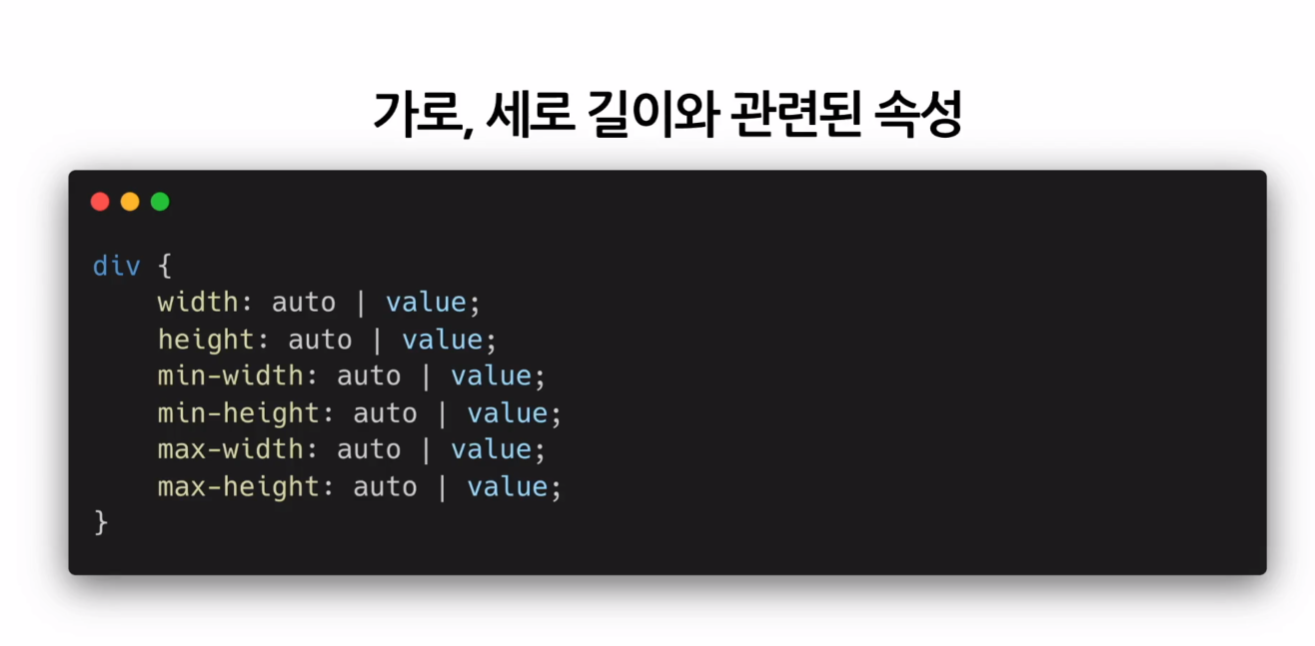 가로, 세로 길이와 관련된 속성
div {
    width: auto | value;
    height: auto | value;
    min-width: auto | value;
    min-height: auto | value;
    max-width: auto | value;
    max-height: auto | value;
}